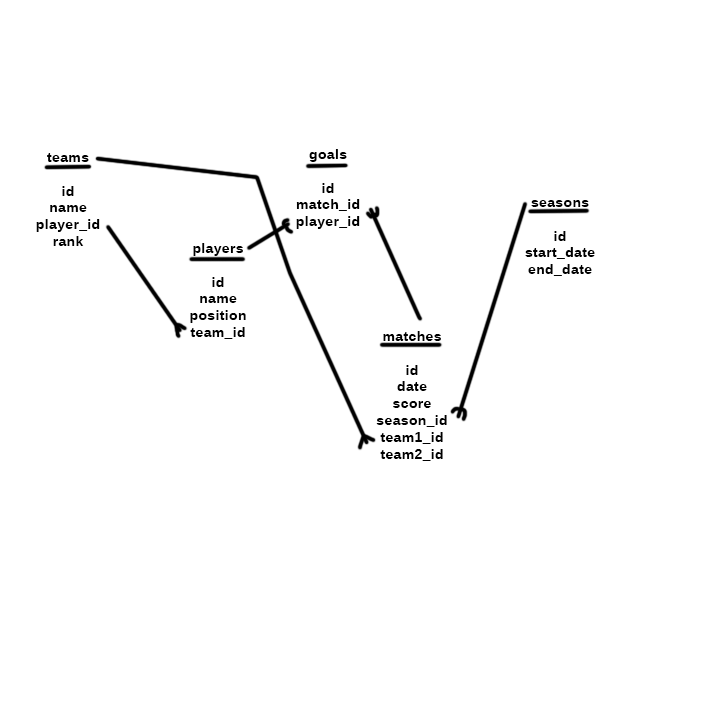 teams
id
name
player_id
rank
players
id
name
position
team_id
goals
id
match_id
player_id
matches
id
date
score
season_id
team1_id
team2_id
seasons
id
start_date
end_date